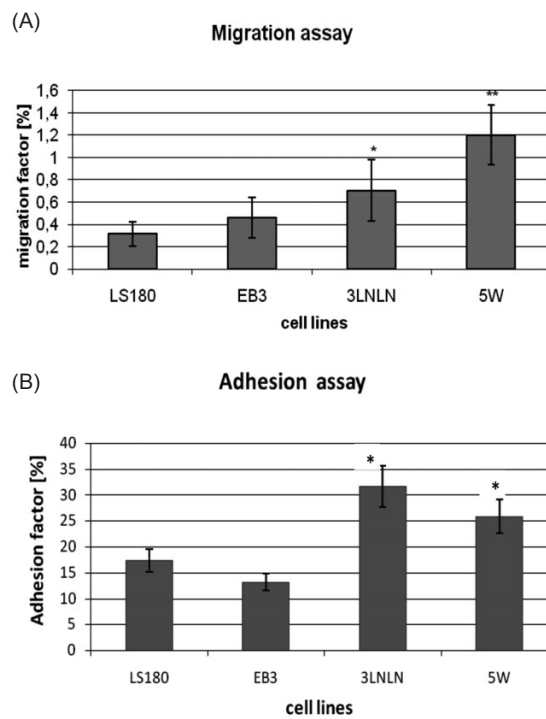 (A)
Migration assay
migration factor [%]
1,6
1,4
1,2
1
0,8
0,6
0,4
0,2
0
*
**
LS180 EB3 3LNLN 5W
cell lines
(B)
Adhesion assay
Adhesion factor [%]
40
35
30
25
20
15
10
5
0
*
*
LS180 EB3 3LNLN 5W
cell lines